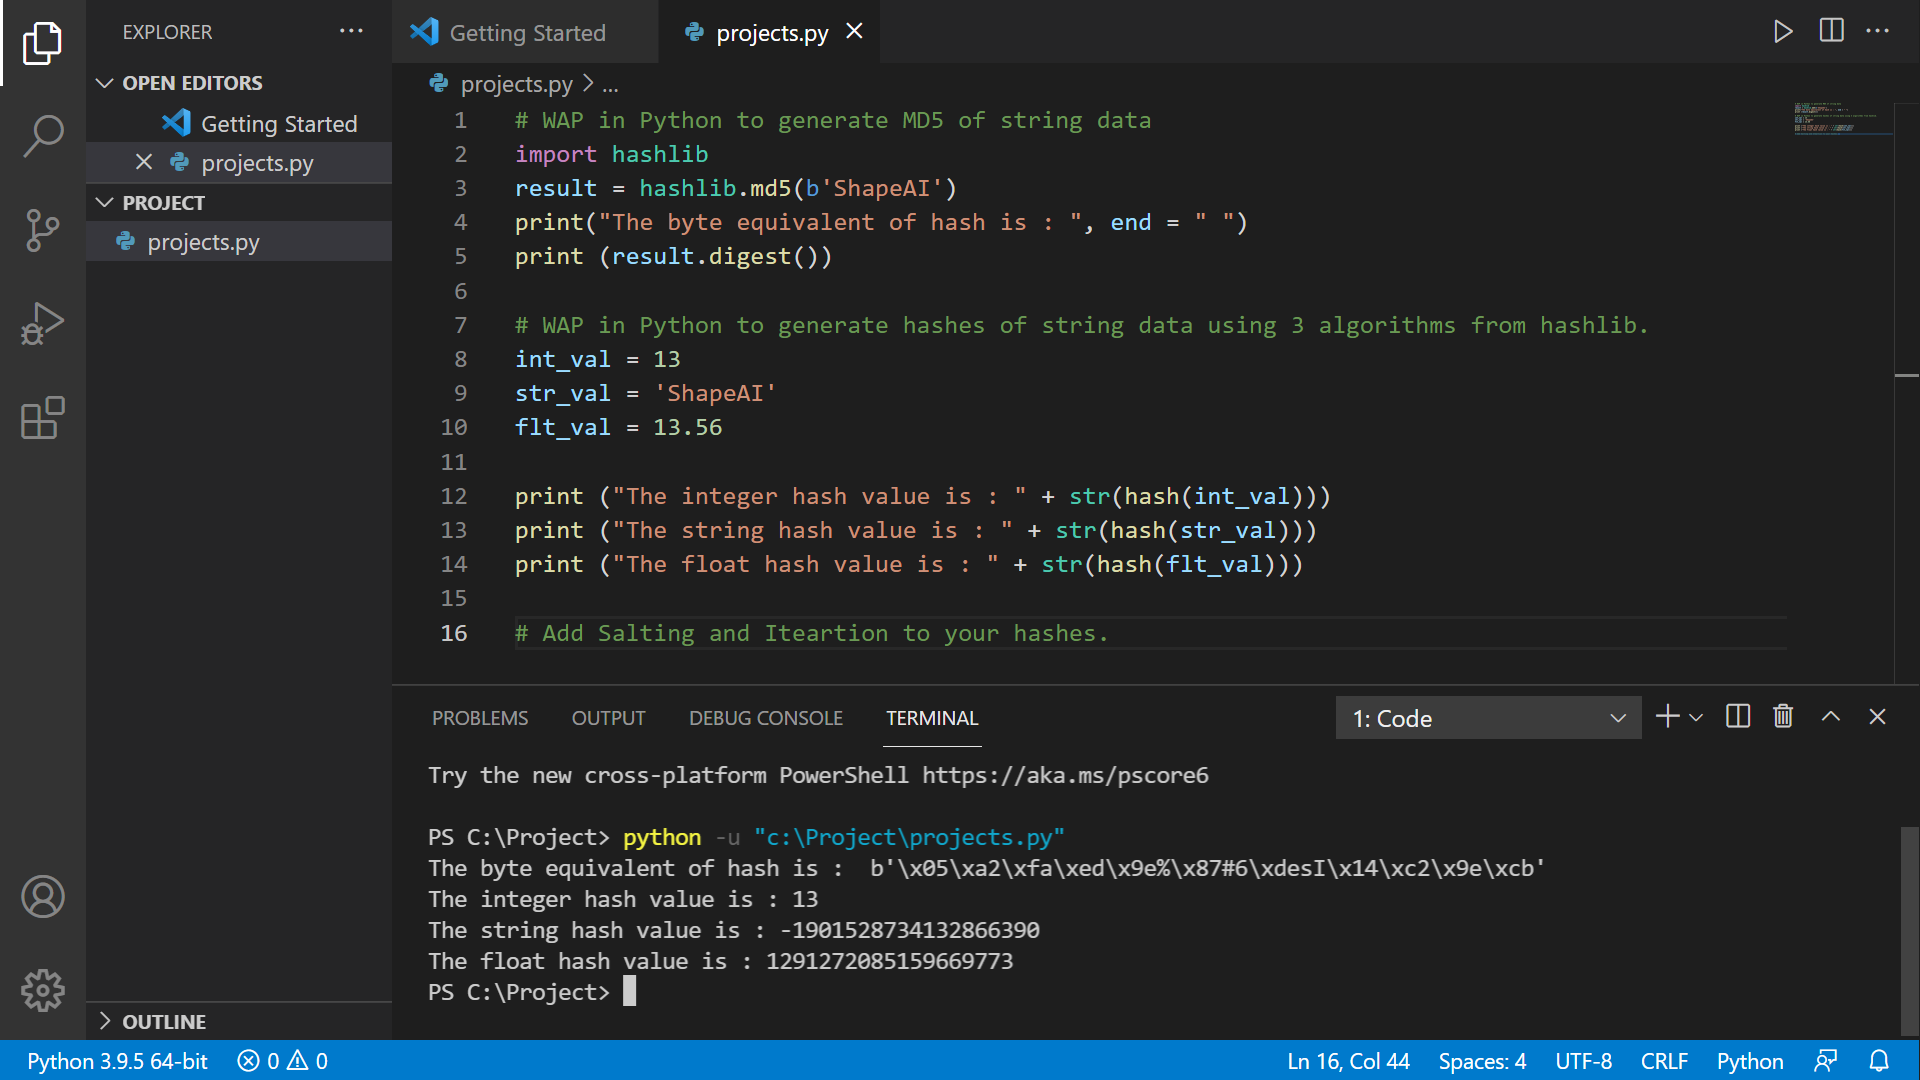 EXPLORER
OPEN EDITORS
Getting Started
projects.py
PROJECT
projects.py
OUTLINE
Getting Started
projects.py
projects.py > ...
1 # WAP in Python to generate MD5 of string data
2 import hashlib
3 result = hashlib.md5(b'ShapeAI')
4 print("The byte equivalent of hash is : ", end = " ")
5 print (result.digest())
6
7 # WAP in Python to generate hashes of string data using 3 algorithms from hashlib.
8 int_val = 13
9 str_val = 'ShapeAI'
10 flt_val = 13.56
11
12 print ("The integer hash value is : " + str(hash(int_val)))
13 print ("The string hash value is : " + str(hash(str_val)))
14 print ("The float hash value is : " + str(hash(flt_val)))
15
16 # Add Salting and Iteartion to your hashes.
PROBLEMS OUTPUT DEBUG CONSOLE TERMINAL 1: Code
Try the new cross-platform PowerShell https://aka.ms/pscore6
PS C:\Project> python -u "c:\Project\projects.py"
The byte equivalent of hash is :  b'\x05\xa2\xfa\xed\x9e%\x87#6\xdesI\x14\xc2\x9e\xcb'
The integer hash value is : 13
The string hash value is : -1901528734132866390
The float hash value is : 1291272085159669773
PS C:\Project>
Python 3.9.5 64-bit 0 0 Ln 16, Col 44 Spaces: 4 UTF-8 CRLF Python